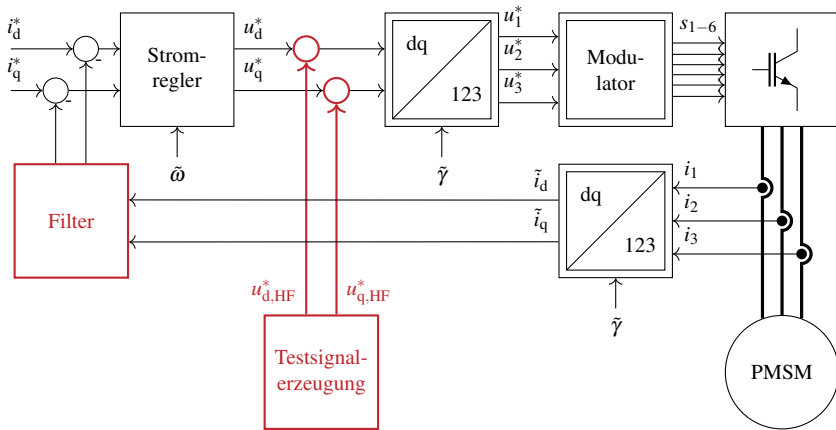 i*d
i*q
-
-
Strom-
regler
ω̃
u*d
u*q
dq
123
γ̃
u*1
u*2
u*3
Modu-
lator
s1−6
Filter
ĩd
ĩq
dq
123
γ̃
i1
i2
i3
u*d,HF
u*q,HF
Testsignal-
erzeugung
PMSM